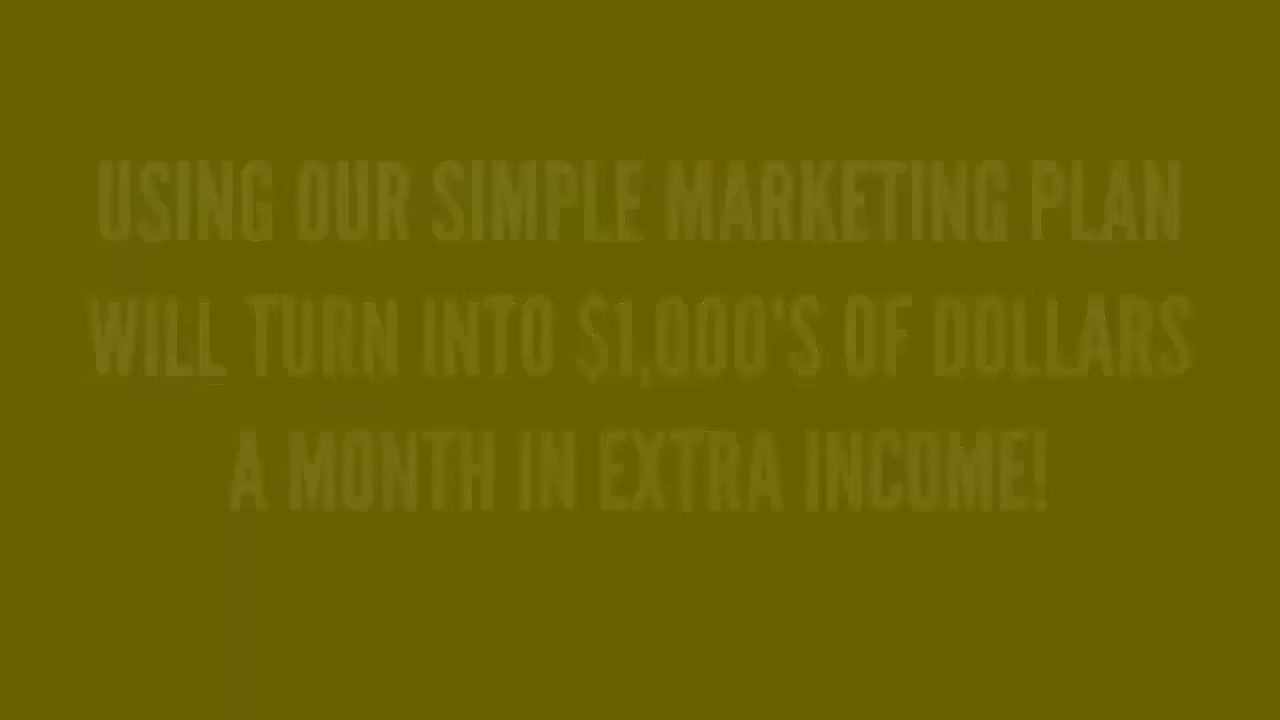 USING OUR SIMPLE MARKETING PLAN
WILL TURN INTO $1,000'S OF DOLLARS
A MONTH IN EXTRA INCOME!